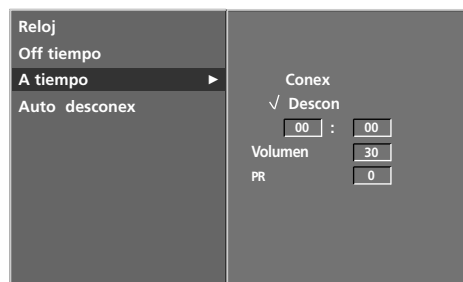 Reloj
Off tiempo
A tiempo ►
Auto desconex
Conex
√ Descon
00 : 00
Volumen 30
PR 0